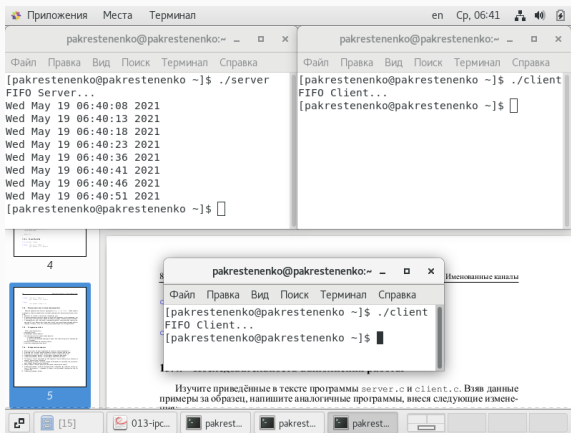 Приложения Места Терминал en Ср, 06:41
pakrestenenko@pakrestenenko:~
Файл Правка Вид Поиск Терминал Справка
[pakrestenenko@pakrestenenko ~]$ ./server
FIFO Server...
Wed May 19 06:40:08 2021
Wed May 19 06:40:13 2021
Wed May 19 06:40:18 2021
Wed May 19 06:40:23 2021
Wed May 19 06:40:36 2021
Wed May 19 06:40:41 2021
Wed May 19 06:40:46 2021
Wed May 19 06:40:51 2021
[pakrestenenko@pakrestenenko ~]$
pakrestenenko@pakrestenenko:~
Файл Правка Вид Поиск Терминал Справка
[pakrestenenko@pakrestenenko ~]$ ./client
FIFO Client...
[pakrestenenko@pakrestenenko ~]$
4
5
8
Именованные каналы
pakrestenenko@pakrestenenko:~
Файл Правка Вид Поиск Терминал Справка
[pakrestenenko@pakrestenenko ~]$ ./client
FIFO Client...
[pakrestenenko@pakrestenenko ~]$
Изучите приведённые в тексте программы server.c и client.c. Взяв данные
примеры за образец, напишите аналогичные программы, внеся следующие измене-
[15] 013-ipc... pakrest... pakrest... pakrest...